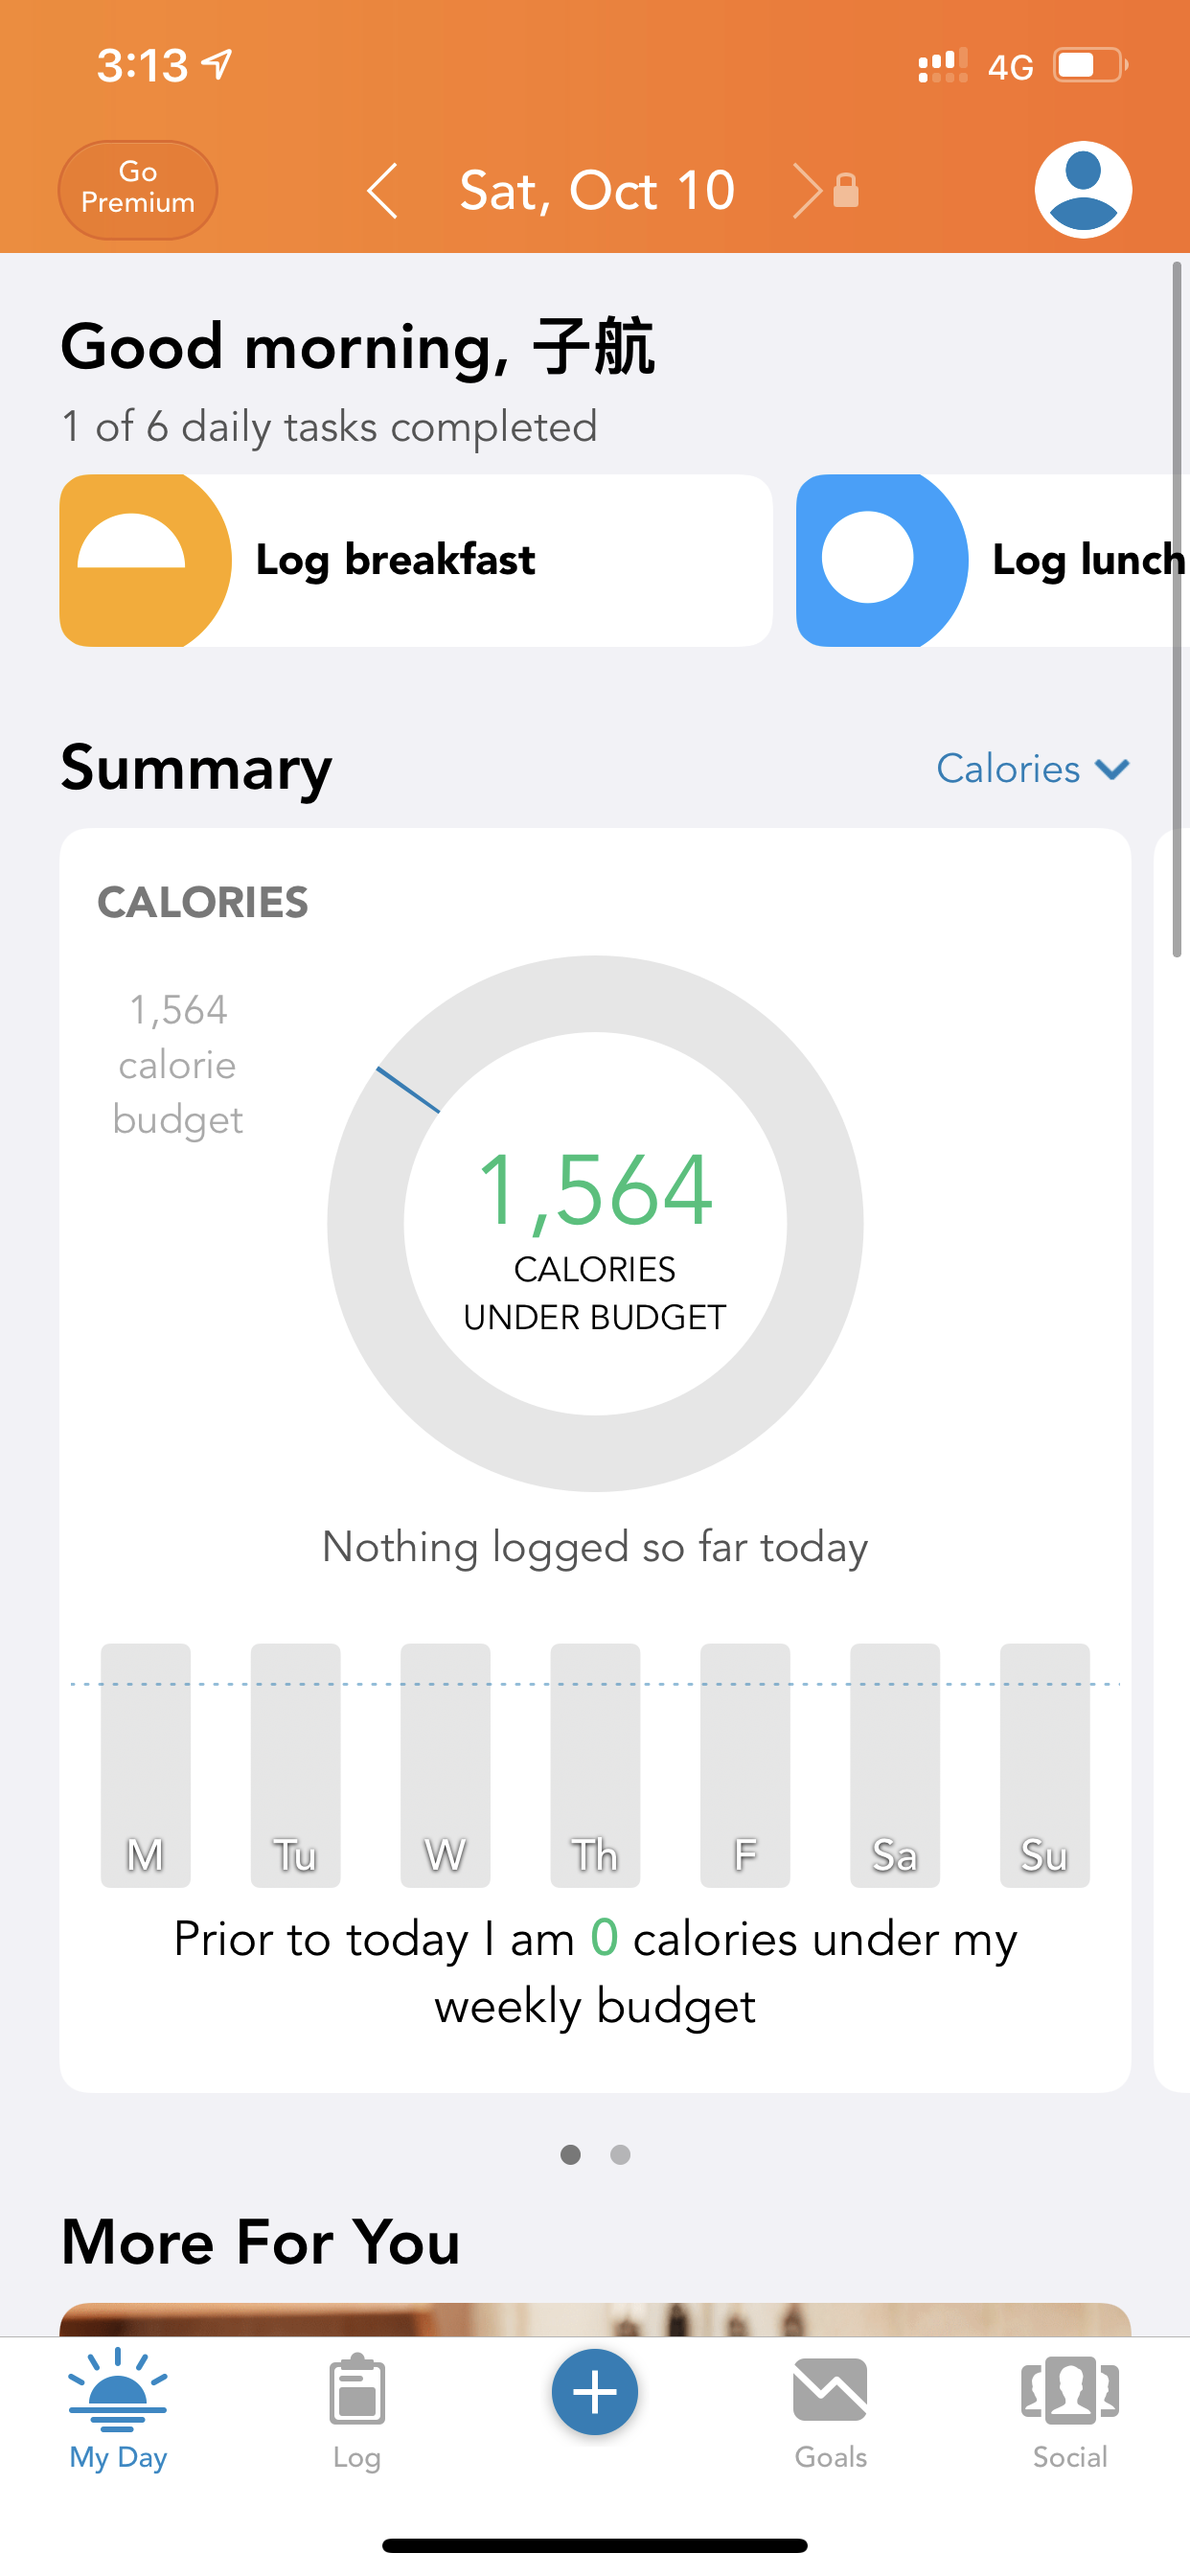 3:13
4G
Go
Premium
Sat, Oct 10
Good morning, 子航
1 of 6 daily tasks completed
Log breakfast
Log lunch
Summary
Calories
CALORIES
1,564
calorie
budget
1,564
CALORIES
UNDER BUDGET
Nothing logged so far today
M Tu W Th F Sa Su
Prior to today I am 0 calories under my
weekly budget
More For You
My Day
Log
Goals
Social